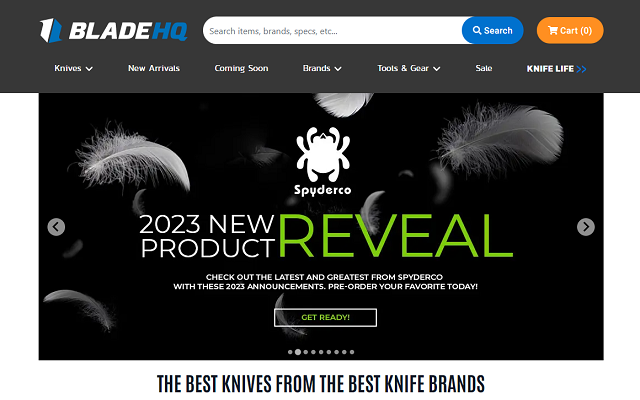 BLADEHQ
Search items, brands, specs, etc...
Search
Cart (0)
Knives
New Arrivals
Coming Soon
Brands
Tools & Gear
Sale
KNIFE LIFE
Spyderco
2023 NEW
PRODUCT
REVEAL
CHECK OUT THE LATEST AND GREATEST FROM SPYDERCO
WITH THESE 2023 ANNOUNCEMENTS. PRE-ORDER YOUR FAVORITE TODAY!
GET READY!
THE BEST KNIVES FROM THE BEST KNIFE BRANDS